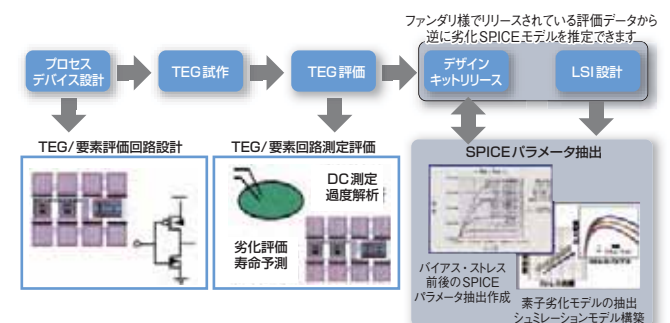 ファンダリ様でリリースされている評価データから
逆に劣化SPICEモデルを推定できます
プロセス
デバイス設計
TEG試作
TEG評価
デザイン
キットリリース
LSI設計
TEG/要素評価回路設計
TEG/要素回路測定評価
DC測定
過度解析
劣化評価
寿命予測
SPICEパラメータ抽出
バイアス・ストレス
前後のSPICE
パラメータ抽出作成
素子劣化モデルの抽出
シュミレーションモデル構築